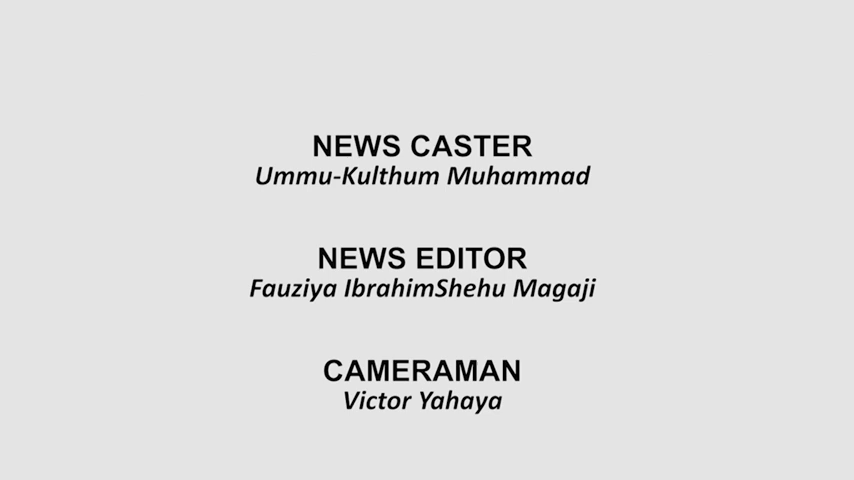 NEWS CASTER
Ummu-Kulthum Muhammad
NEWS EDITOR
Fauziya IbrahimShehu Magaji
CAMERAMAN
Victor Yahaya